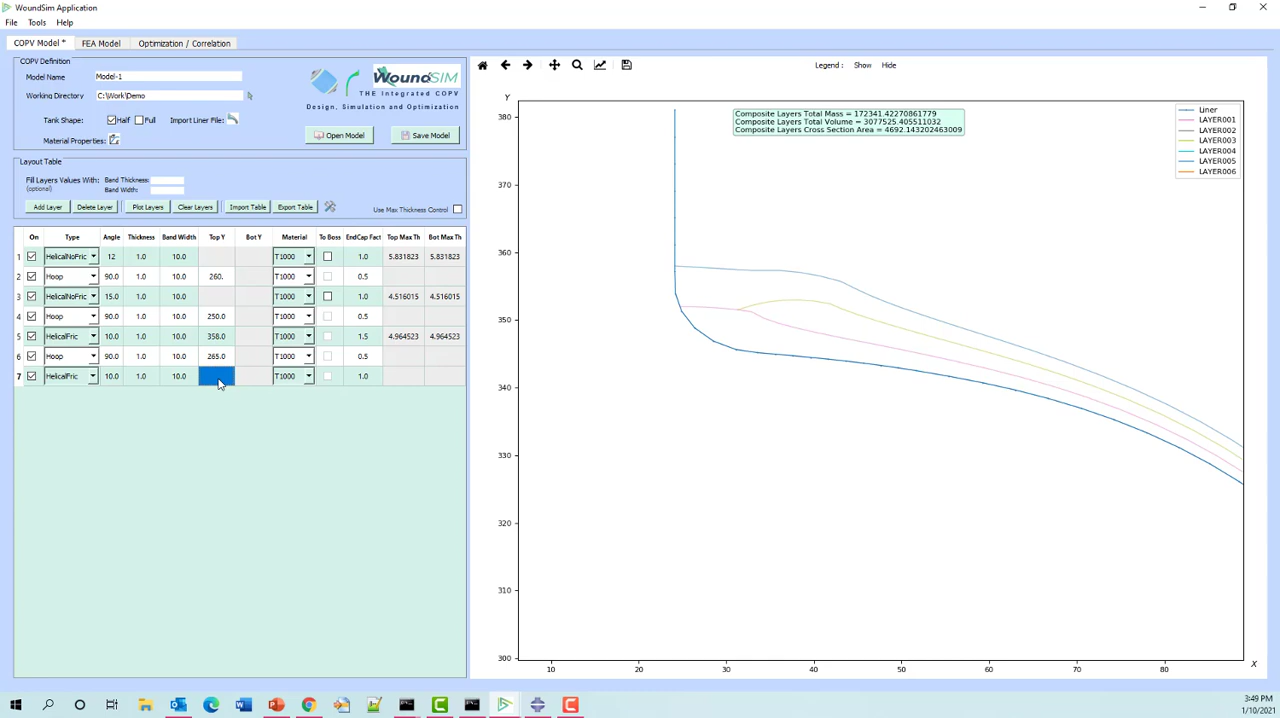 WoundSim Application
File Tools Help
COPV Model * FEA Model Optimization / Correlation
COPV Definition
Model Name Model-1
Working Directory C:\Work\Demo
Tank Shape: Half Full Import Liner File:
Material Properties:
WoundSIM
THE Integrated COPV
Design, Simulation and Optimization
Open Model Save Model
Layout Table
Fill Layers Values With: Band Thickness:
(optional) Band Width:
Add Layer Delete Layer Plot Layers Clear Layers Import Table Export Table Use Max Thickness Control
On Type Angle Thickness Band Width Top Y Bot Y Material To Boss EndCap Fact Top Max Th Bot Max Th
1 HelicalNoFric 12 1.0 10.0 T1000 1.0 5.831823 5.831823
2 Hoop 90.0 1.0 10.0 260. T1000 0.5
3 HelicalNoFric 15.0 1.0 10.0 T1000 1.0 4.516015 4.516015
4 Hoop 90.0 1.0 10.0 250.0 T1000 0.5
5 HelicalFric 10.0 1.0 10.0 358.0 T1000 1.5 4.964523 4.964523
6 Hoop 90.0 1.0 10.0 265.0 T1000 0.5
7 HelicalFric 10.0 1.0 10.0 T1000 1.0
Legend : Show Hide
Y
Composite Layers Total Mass = 172341.42270861779
Composite Layers Total Volume = 3077525.405511032
Composite Layers Cross Section Area = 4692.143202463009
Liner
LAYER001
LAYER002
LAYER003
LAYER004
LAYER005
LAYER006
380
370
360
350
340
330
320
310
300
10 20 30 40 50 60 70 80
X
3:49 PM
1/10/2021